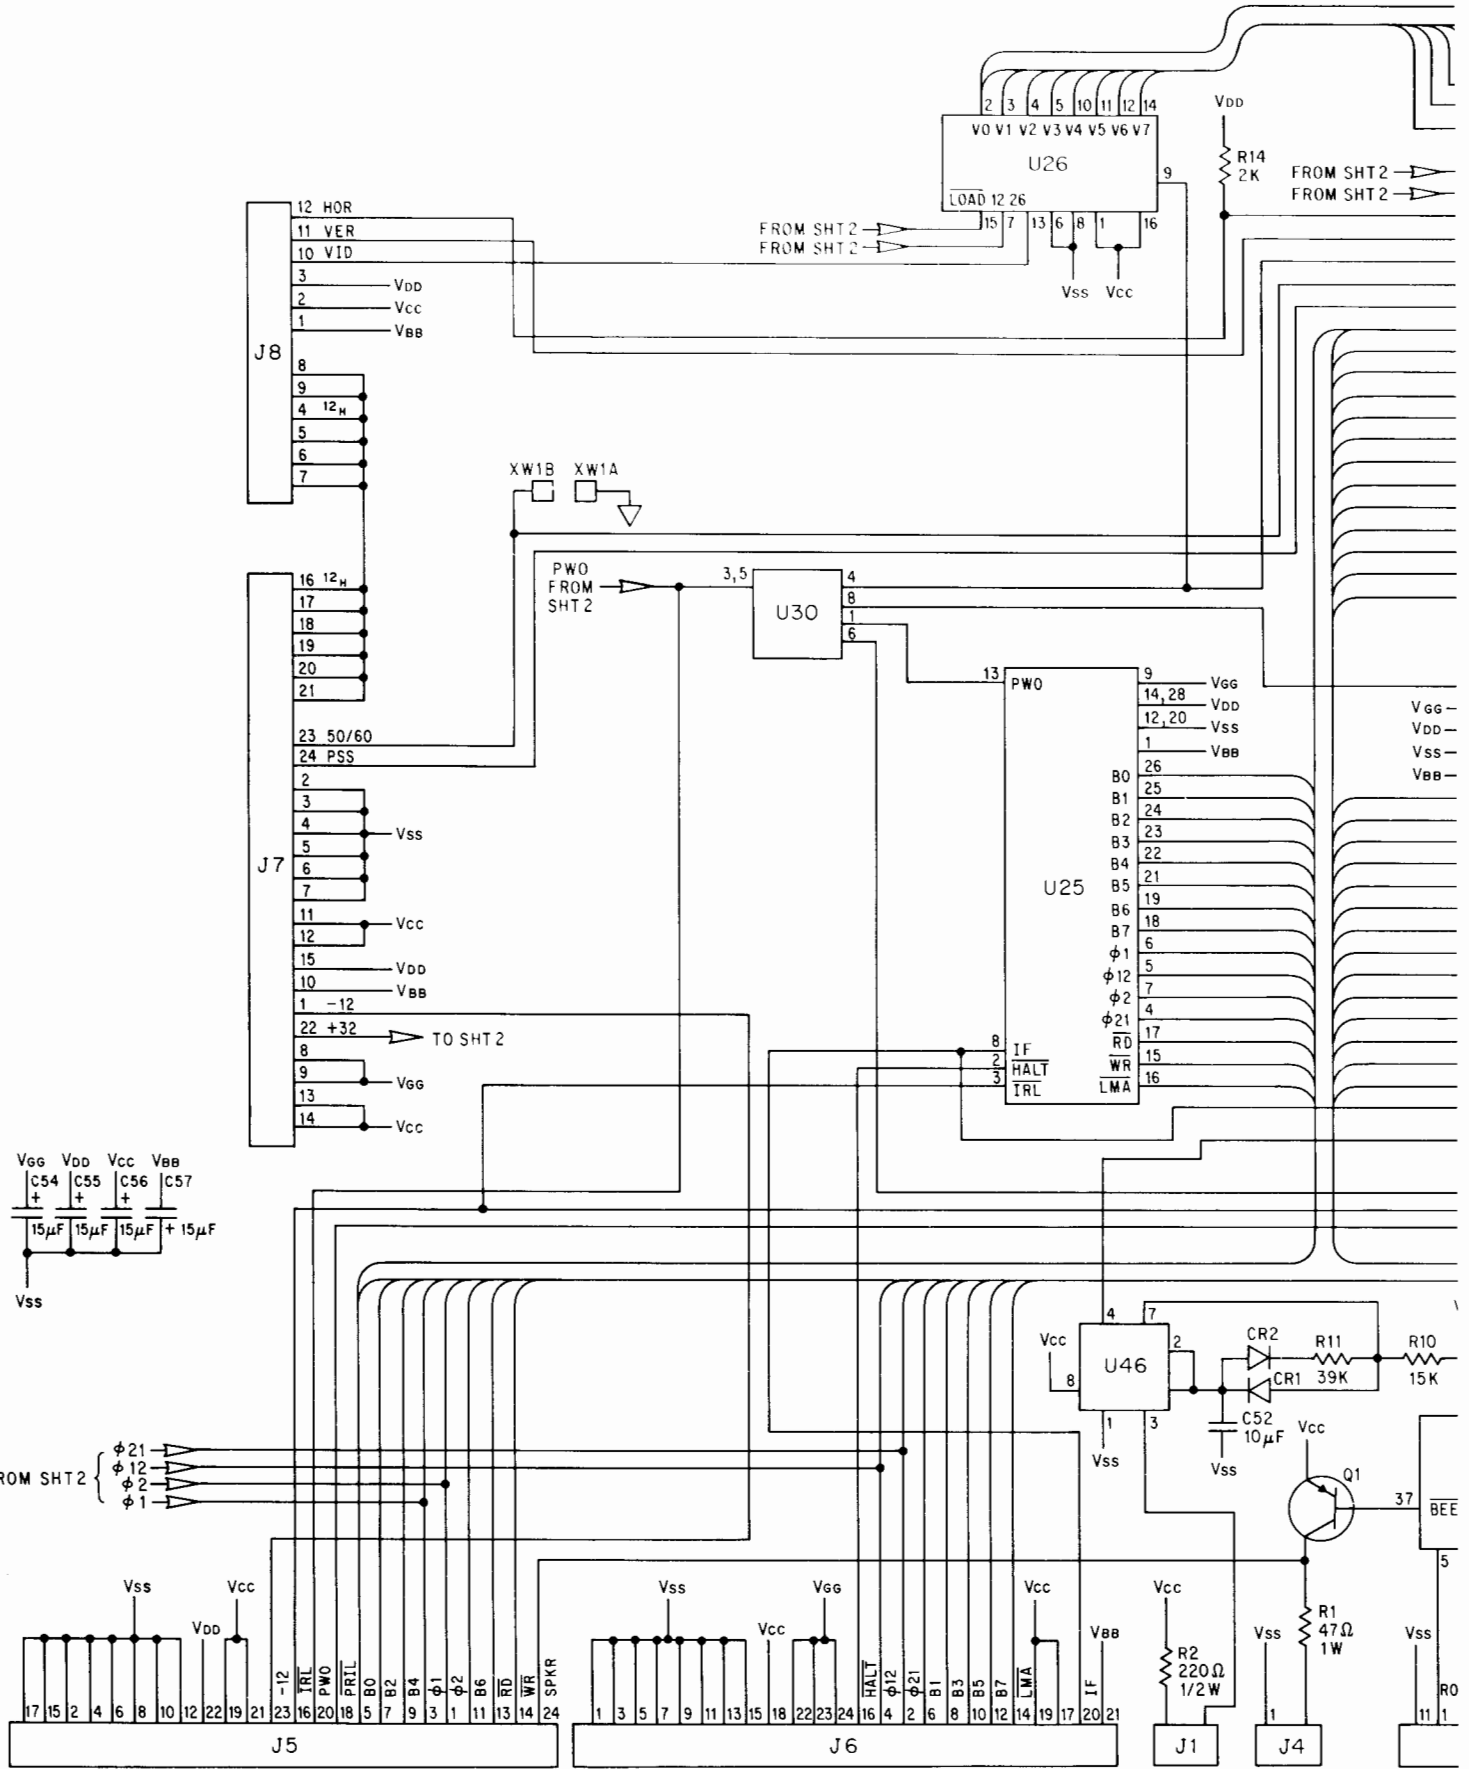 2 3 4 5 10 11 12 14
V0 V1 V2 V3 V4 V5 V6 V7
U26
9
LOAD 12 26
15 7 13 6 8 1 16
FROM SHT 2
FROM SHT 2
VSS VCC
VDD
R14
2K
FROM SHT 2
FROM SHT 2
12 HOR
11 VER
10 VID
3 VDD
2 VCC
1 VBB
J8
8
9
4 12H
5
6
7
XW1B XW1A
16 12H
17
18
19
20
21
23 50/60
24 PSS
2
3
4 VSS
5
6
7
J7
11 VCC
12
15 VDD
10 VBB
1 -12
22 +32 TO SHT 2
8
9 VGG
13
14 VCC
PWO
FROM
SHT 2
3,5
U30
4
8
1
6
13 PWO
9 VGG
14,28 VDD
12,20 VSS
1 VBB
B0 26
B1 25
B2 24
B3 23
B4 22
U25
B5 21
B6 19
B7 18
ϕ1 6
ϕ12 5
ϕ2 7
ϕ21 4
RD 17
WR 15
LMA 16
8 IF
2 HALT
3 IRL
VGG
VDD
VSS
VBB
VGG VDD VCC VBB
C54 C55 C56 C57
+ + +
15µF 15µF 15µF + 15µF
VSS
4 7
VCC
U46
2
8
1 3
VSS
CR2 R11 R10
CR1 39K 15K
C52
10µF
VSS
VCC
Q1
37
BEE
5
ROM SHT 2
ϕ21
ϕ12
ϕ2
ϕ1
VSS
VDD
VCC
-12
IRL
PWO
PRIL
B0
B2
B4
ϕ1
ϕ2
B6
RD
WR
SPKR
17 15 2 4 6 8 10 12 22 19 21 23 16 20 18 5 7 9 3 1 11 13 14 24
J5
VSS
VCC
VGG
HALT
ϕ12
ϕ21
B1
B3
B5
B7
LMA
VCC
IF
VBB
1 3 5 7 9 11 13 15 18 22 23 24 16 4 2 6 8 10 12 14 19 17 20 21
J6
VCC
R2
220Ω
1/2W
J1
VSS
R1
47Ω
1W
1
J4
VSS
RO
11 1